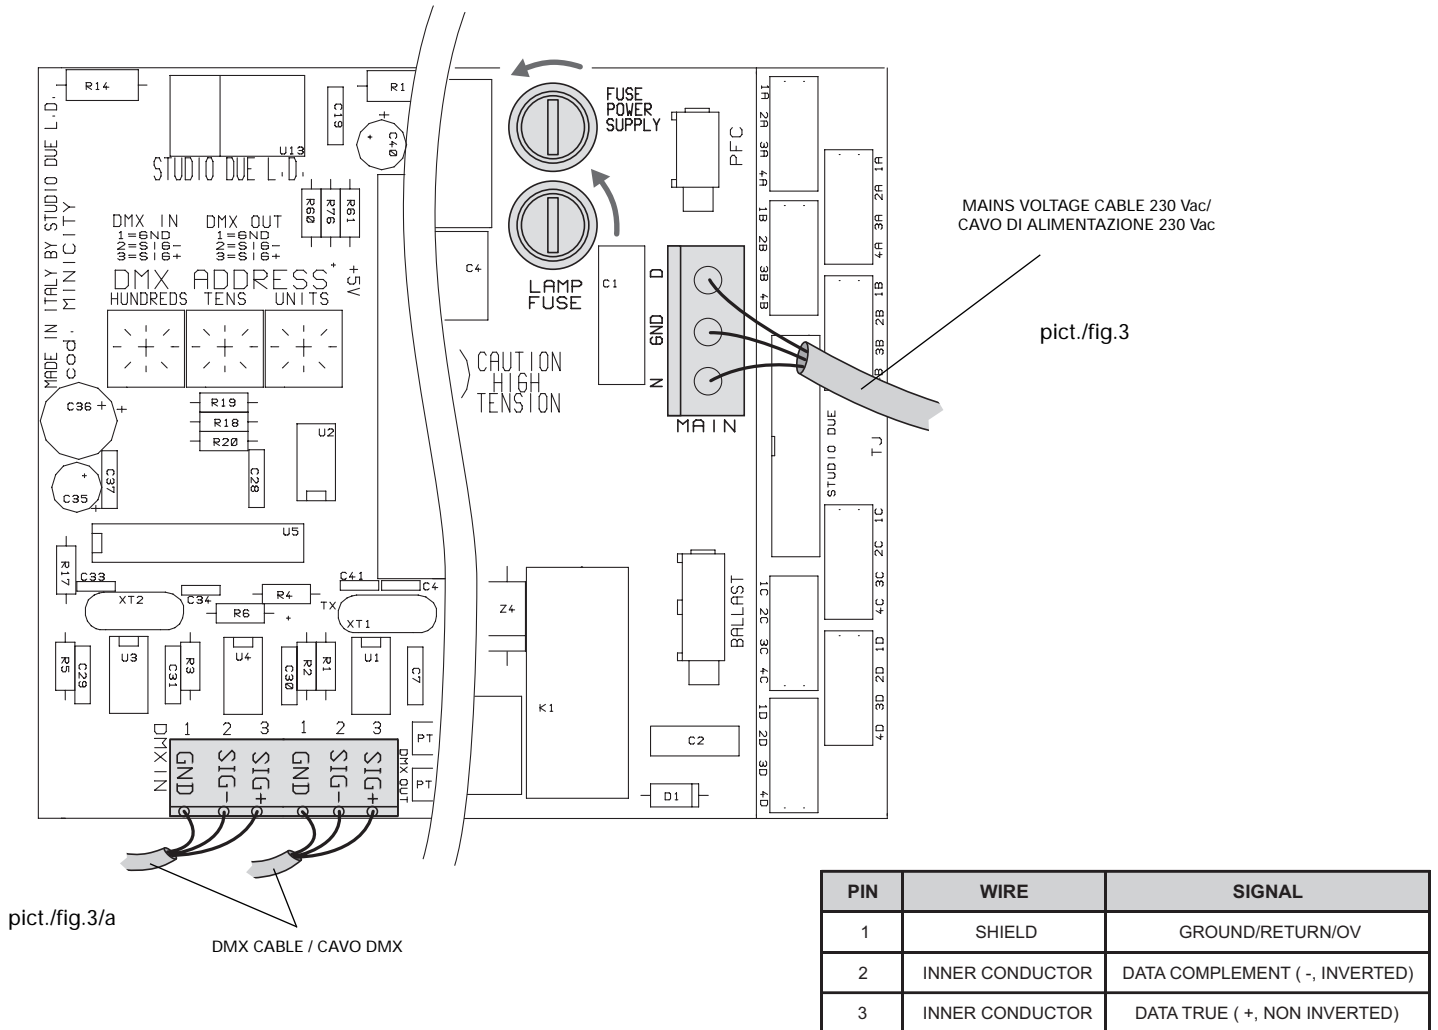 R14
C19
R1
C40
U13
STUDIO DUE L.D.
MADE IN ITALY BY STUDIO DUE L.D.
cod. MINICITY
R60
R76
R61
DMX IN
1=GND
2=SIG-
3=SIG+
DMX OUT
1=GND
2=SIG-
3=SIG+
+5V
DMX ADDRESS
HUNDREDS TENS UNITS
C36
R19
R18
R20
U2
C35
C37
C28
U5
R17
C33
XT2
C34
R4
R6
TX
C41
C4
XT1
R5
C29
U3
C31
R3
U4
C30
R2
R1
U1
C7
DMX IN
1 2 3 1 2 3
GND SIG- SIG+ GND SIG- SIG+
DMX OUT
PT
PT
FUSE
POWER
SUPPLY
LAMP
FUSE
C4
C1
CAUTION
HIGH
TENSION
PFC
D
GND
N
MAIN
Z4
K1
BALLAST
C2
D1
1A 2A 3A 4A
1B 2B 3B 4B
1C 2C 3C 4C
1D 2D 3D 4D
1A 2A 3A 4A
1B 2B 3B B
STUDIO DUE
TJ
1C 2C 3C 4C
1D 2D 3D 4D
MAINS VOLTAGE CABLE 230 Vac/
CAVO DI ALIMENTAZIONE 230 Vac
pict./fig.3
pict./fig.3/a
DMX CABLE / CAVO DMX
PIN WIRE SIGNAL
1 SHIELD GROUND/RETURN/OV
2 INNER CONDUCTOR DATA COMPLEMENT ( -, INVERTED)
3 INNER CONDUCTOR DATA TRUE ( +, NON INVERTED)